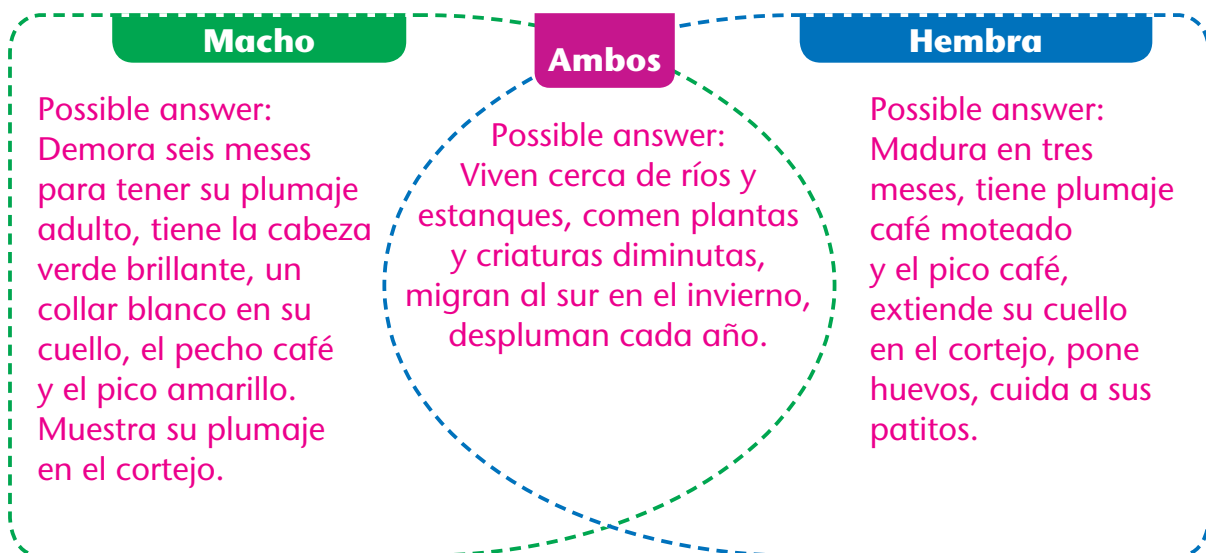 Macho
Possible answer:
Demora seis meses
para tener su plumaje
adulto, tiene la cabeza
verde brillante, un
collar blanco en su
cuello, el pecho café
y el pico amarillo.
Muestra su plumaje
en el cortejo.
Ambos
Possible answer:
Viven cerca de ríos y
estanques, comen plantas
y criaturas diminutas,
migran al sur en el invierno,
despluman cada año.
Hembra
Possible answer:
Madura en tres
meses, tiene plumaje
café moteado
y el pico café,
extiende su cuello
en el cortejo, pone
huevos, cuida a sus
patitos.